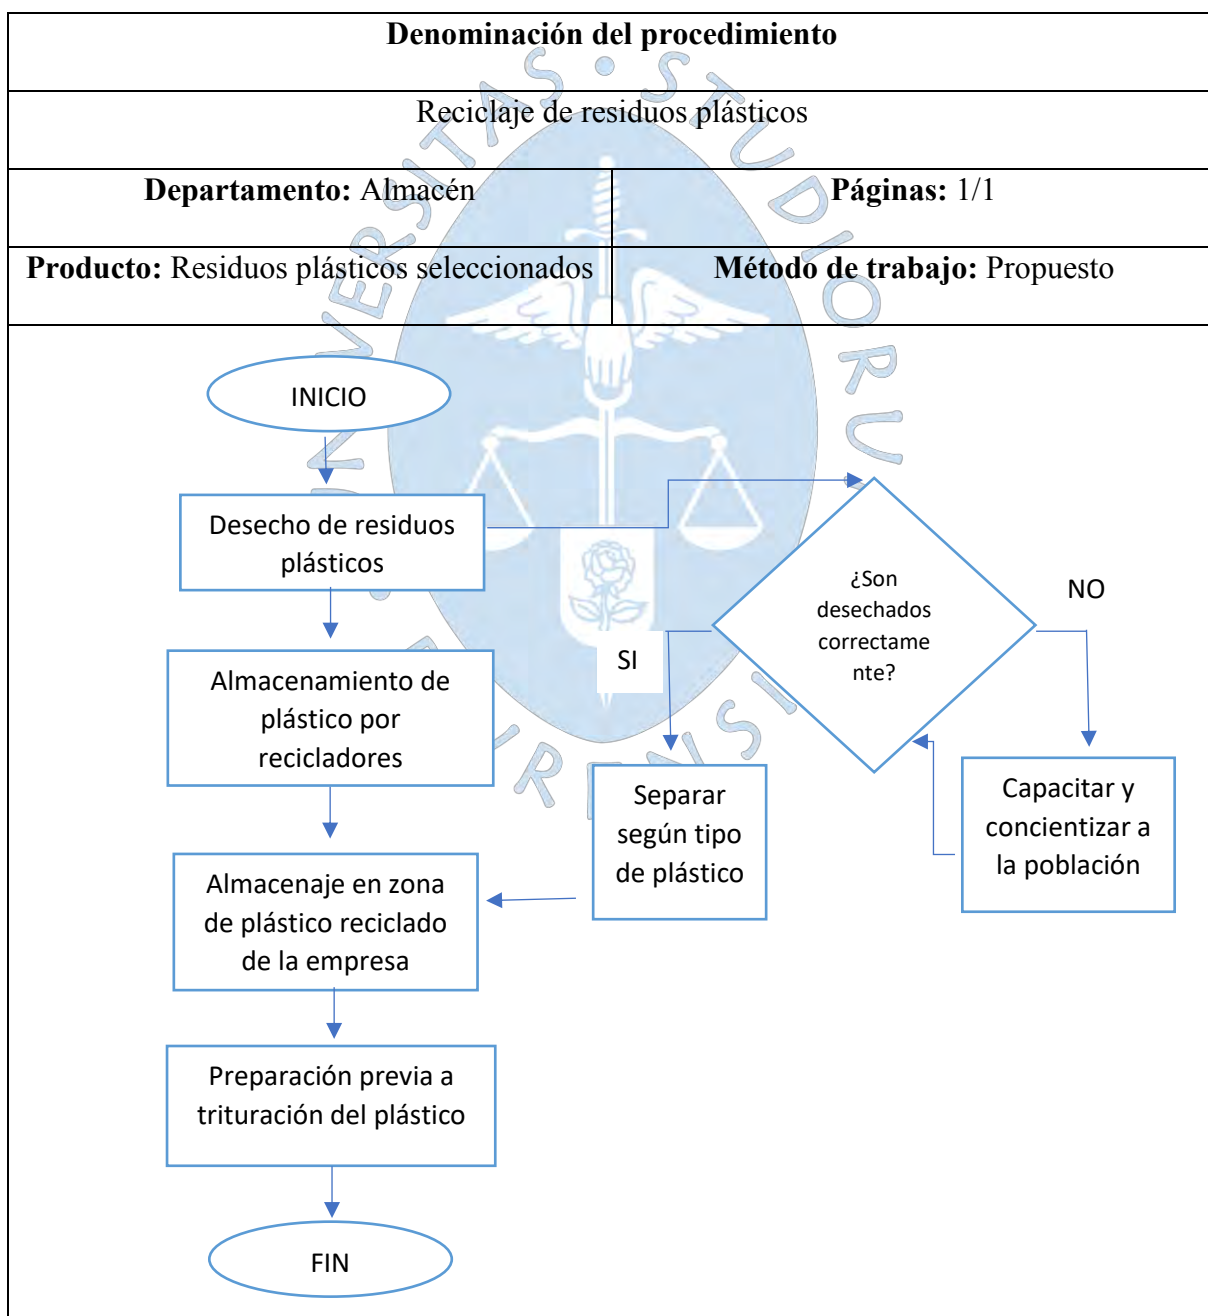 Denominación del procedimiento
Reciclaje de residuos plásticos
Departamento: Almacén
Páginas: 1/1
Producto: Residuos plásticos seleccionados
Método de trabajo: Propuesto
INICIO
Desecho de residuos
plásticos
¿Son
desechados
correctame
nte?
NO
SI
Almacenamiento de
plástico por
recicladores
Separar
según tipo
de plástico
Capacitar y
concientizar a
la población
Almacenaje en zona
de plástico reciclado
de la empresa
Preparación previa a
trituración del plástico
FIN